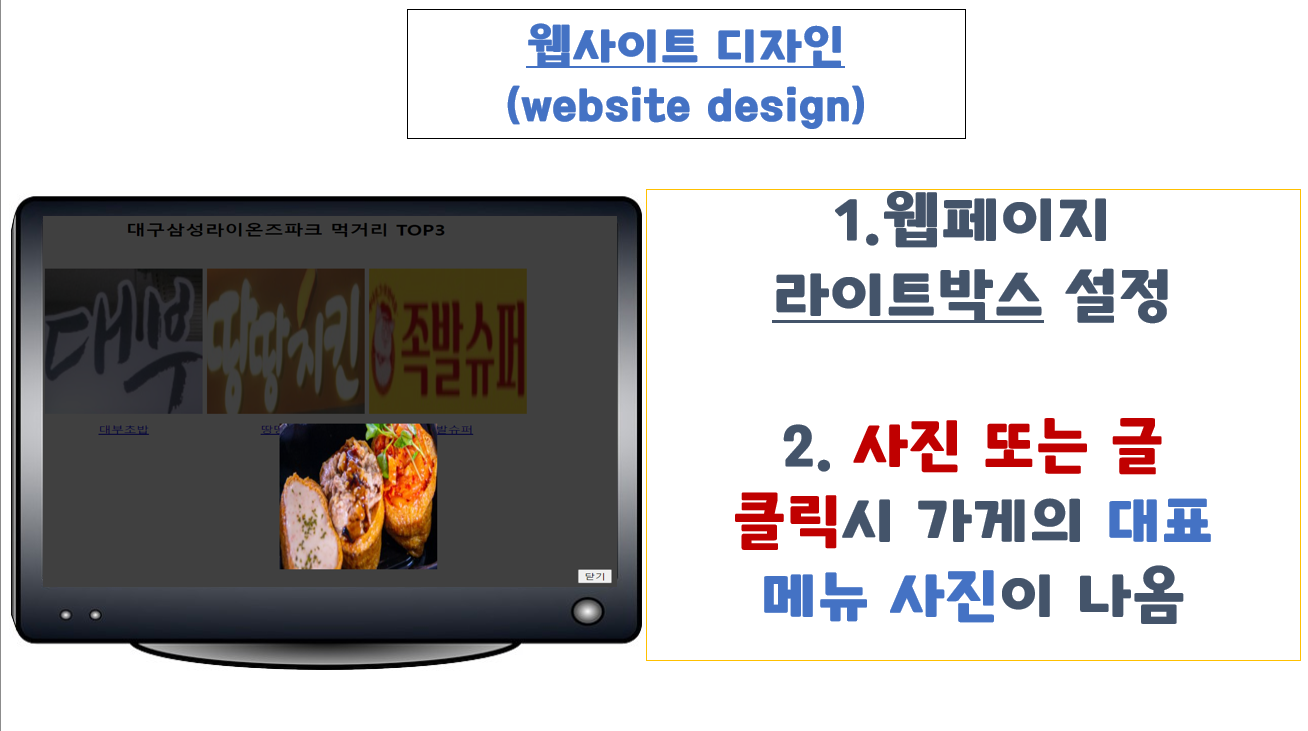 웹사이트 디자인
(website design)
대구삼성라이온즈파크 먹거리 TOP3
대부
땅땅치킨
족발슈퍼
대부초밥
발슈퍼
닫기
1.웹페이지
라이트박스 설정
2. 사진 또는 글
클릭시 가게의 대표
메뉴 사진이 나옴